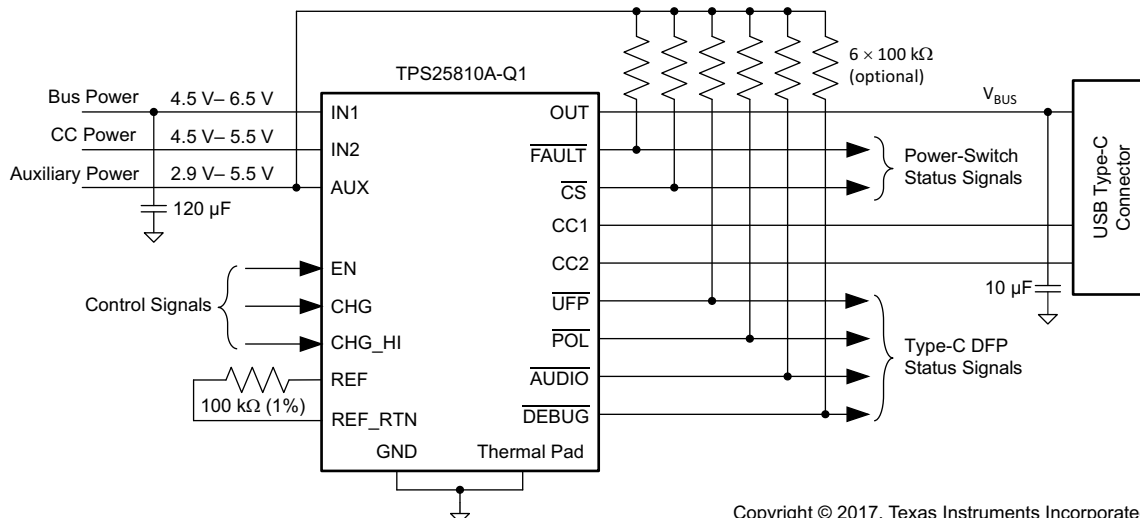 6 × 100 kΩ
(optional)
TPS25810A-Q1
Bus Power
4.5 V– 6.5 V
IN1
OUT
VBUS
CC Power
4.5 V– 5.5 V
IN2
FAULT
Power-Switch
Status Signals
Auxiliary Power
2.9 V– 5.5 V
AUX
CS
120 µF
CC1
USB Type-C
Connector
CC2
EN
Control Signals
CHG
UFP
10 µF
CHG_HI
POL
Type-C DFP
Status Signals
REF
AUDIO
100 kΩ (1%)
REF_RTN
DEBUG
GND
Thermal Pad
Copyright © 2017, Texas Instruments Incorporate